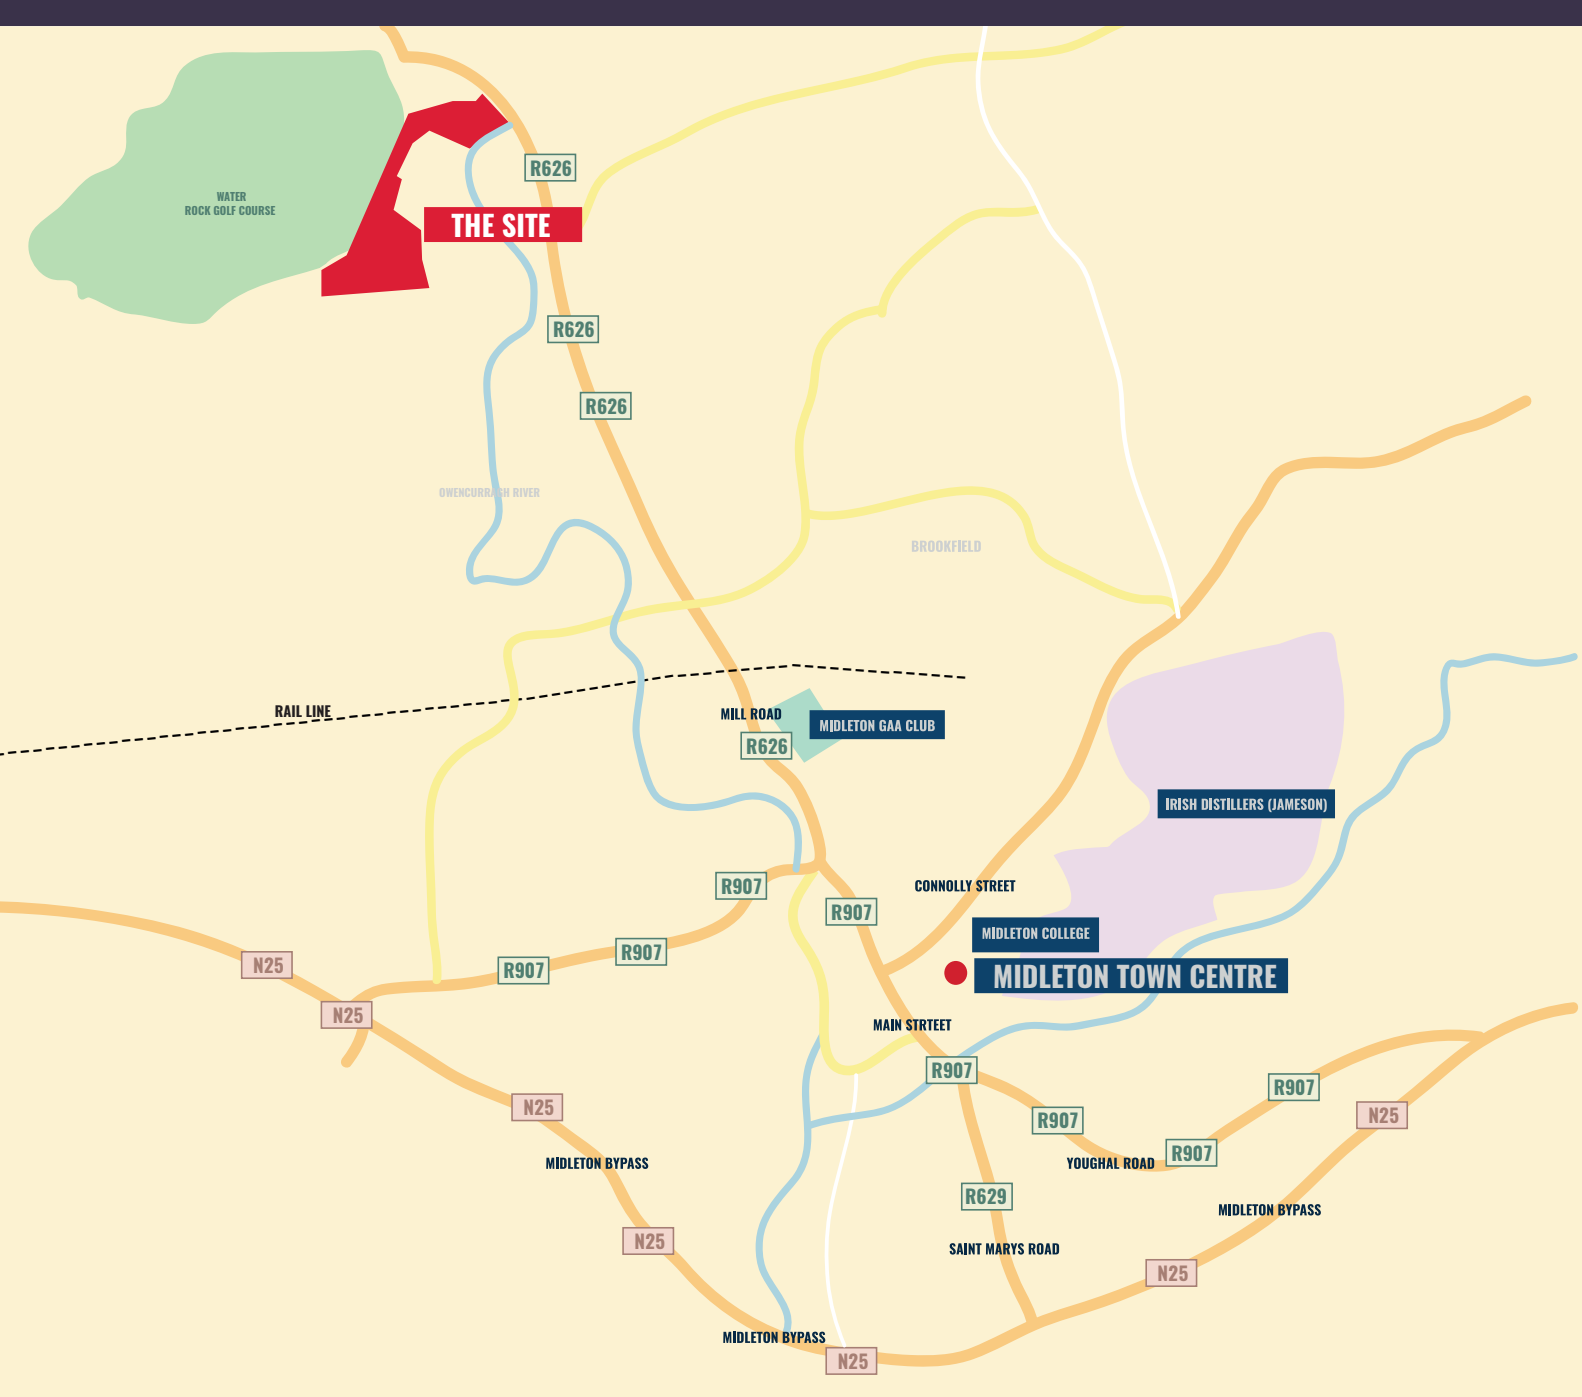 R626
WATER
ROCK GOLF COURSE
THE SITE
R626
R626
OWENCURRAGH RIVER
BROOKFIELD
RAIL LINE
MILL ROAD
MIDLETON GAA CLUB
R626
IRISH DISTILLERS (JAMESON)
R907
CONNOLLY STREET
R907
MIDLETON COLLEGE
R907
N25
R907
MIDLETON TOWN CENTRE
N25
MAIN STRTEET
R907
R907
N25
R907
N25
R907
MIDLETON BYPASS
YOUGHAL ROAD
R629
MIDLETON BYPASS
N25
SAINT MARYS ROAD
N25
MIDLETON BYPASS
N25